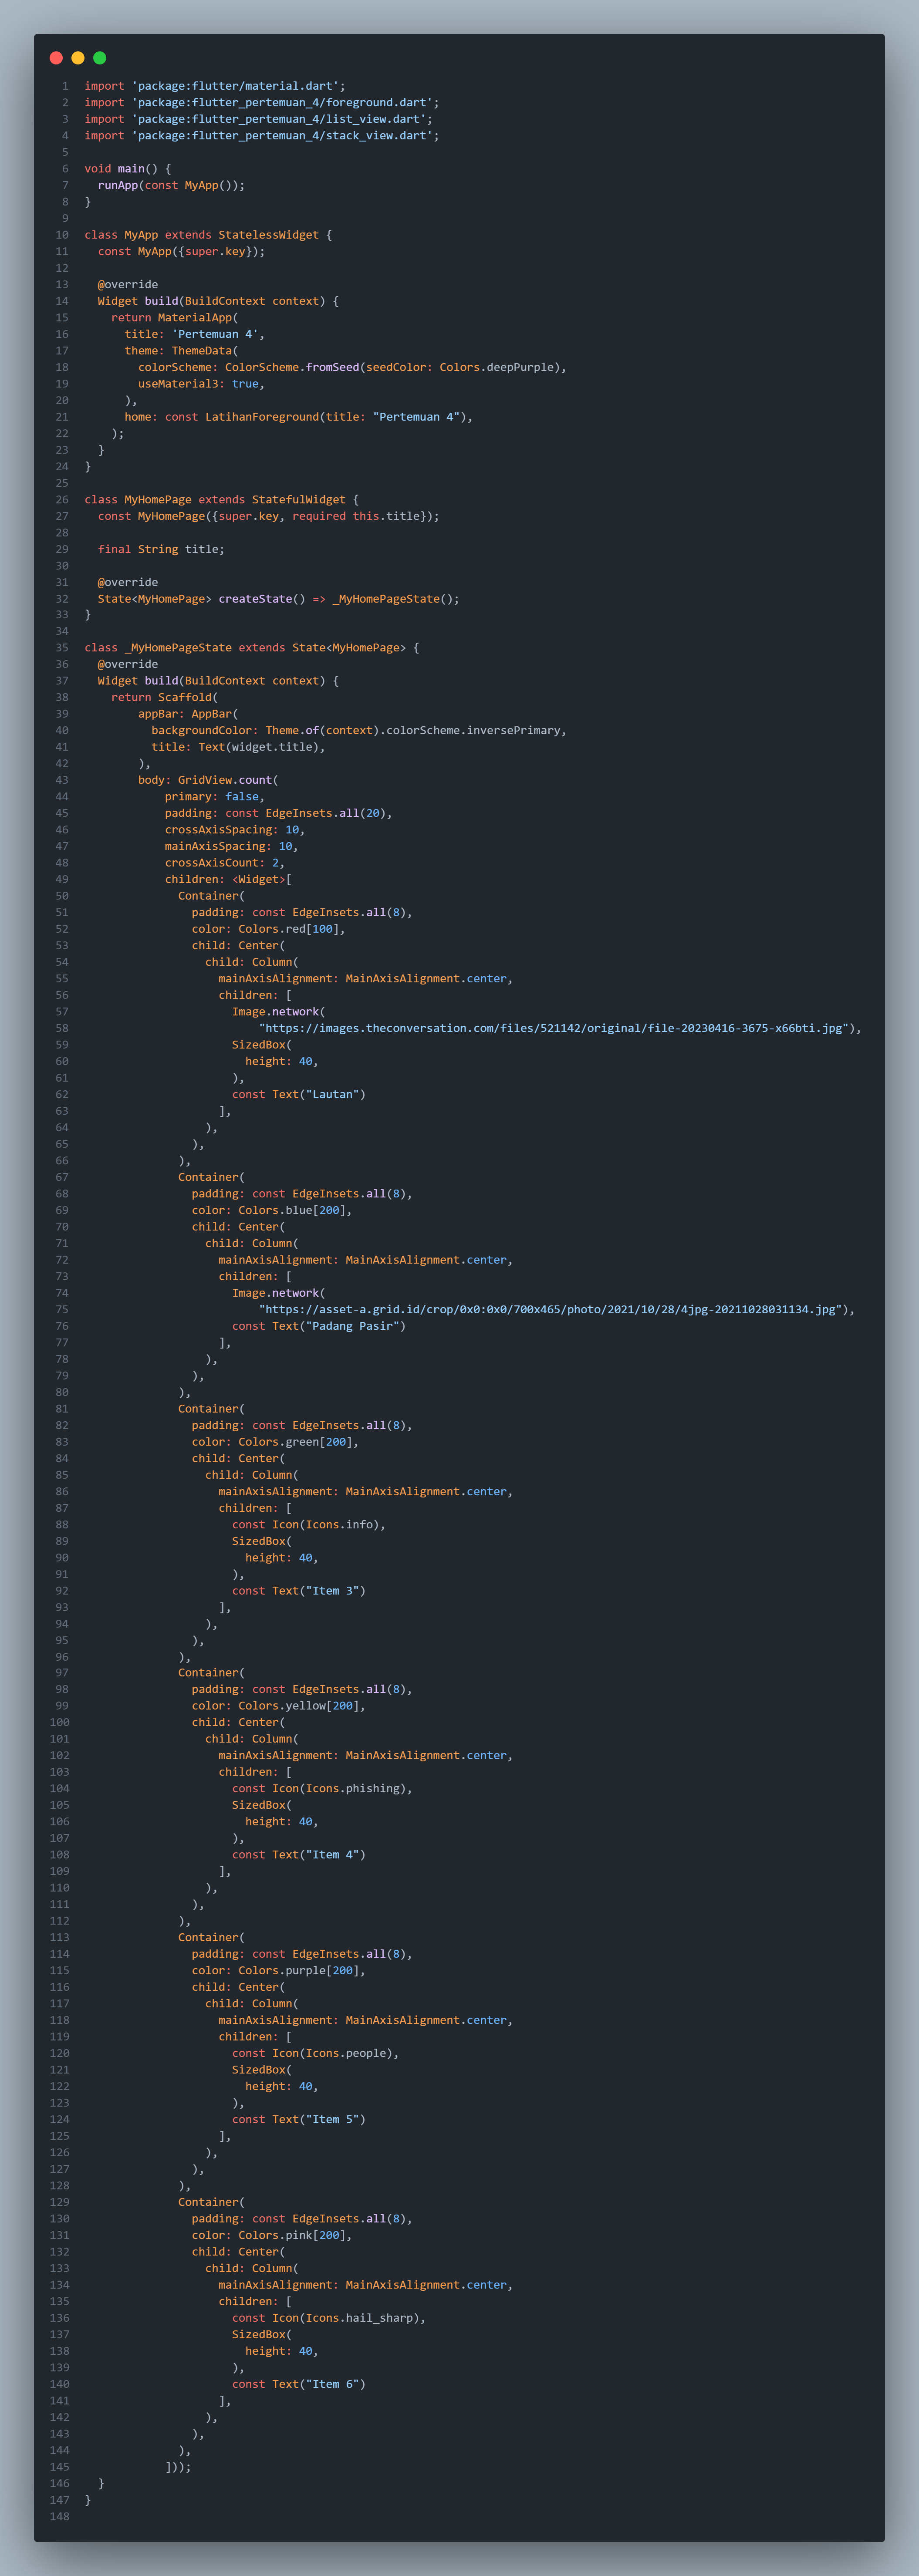 1 import 'package:flutter/material.dart';
2 import 'package:flutter_pertemuan_4/foreground.dart';
3 import 'package:flutter_pertemuan_4/list_view.dart';
4 import 'package:flutter_pertemuan_4/stack_view.dart';
5
6 void main() {
7   runApp(const MyApp());
8 }
9
10 class MyApp extends StatelessWidget {
11   const MyApp({super.key});
12
13   @override
14   Widget build(BuildContext context) {
15     return MaterialApp(
16       title: 'Pertemuan 4',
17       theme: ThemeData(
18         colorScheme: ColorScheme.fromSeed(seedColor: Colors.deepPurple),
19         useMaterial3: true,
20       ),
21       home: const LatihanForeground(title: "Pertemuan 4"),
22     );
23   }
24 }
25
26 class MyHomePage extends StatefulWidget {
27   const MyHomePage({super.key, required this.title});
28
29   final String title;
30
31   @override
32   State<MyHomePage> createState() => _MyHomePageState();
33 }
34
35 class _MyHomePageState extends State<MyHomePage> {
36   @override
37   Widget build(BuildContext context) {
38     return Scaffold(
39         appBar: AppBar(
40           backgroundColor: Theme.of(context).colorScheme.inversePrimary,
41           title: Text(widget.title),
42         ),
43         body: GridView.count(
44             primary: false,
45             padding: const EdgeInsets.all(20),
46             crossAxisSpacing: 10,
47             mainAxisSpacing: 10,
48             crossAxisCount: 2,
49             children: <Widget>[
50               Container(
51                 padding: const EdgeInsets.all(8),
52                 color: Colors.red[100],
53                 child: Center(
54                   child: Column(
55                     mainAxisAlignment: MainAxisAlignment.center,
56                     children: [
57                       Image.network(
58                           "https://images.theconversation.com/files/521142/original/file-20230416-3675-x66bti.jpg"),
59                       SizedBox(
60                         height: 40,
61                       ),
62                       const Text("Lautan")
63                     ],
64                   ),
65                 ),
66               ),
67               Container(
68                 padding: const EdgeInsets.all(8),
69                 color: Colors.blue[200],
70                 child: Center(
71                   child: Column(
72                     mainAxisAlignment: MainAxisAlignment.center,
73                     children: [
74                       Image.network(
75                           "https://asset-a.grid.id/crop/0x0:0x0/700x465/photo/2021/10/28/4jpg-20211028031134.jpg"),
76                       const Text("Padang Pasir")
77                     ],
78                   ),
79                 ),
80               ),
81               Container(
82                 padding: const EdgeInsets.all(8),
83                 color: Colors.green[200],
84                 child: Center(
85                   child: Column(
86                     mainAxisAlignment: MainAxisAlignment.center,
87                     children: [
88                       const Icon(Icons.info),
89                       SizedBox(
90                         height: 40,
91                       ),
92                       const Text("Item 3")
93                     ],
94                   ),
95                 ),
96               ),
97               Container(
98                 padding: const EdgeInsets.all(8),
99                 color: Colors.yellow[200],
100                 child: Center(
101                   child: Column(
102                     mainAxisAlignment: MainAxisAlignment.center,
103                     children: [
104                       const Icon(Icons.phishing),
105                       SizedBox(
106                         height: 40,
107                       ),
108                       const Text("Item 4")
109                     ],
110                   ),
111                 ),
112               ),
113               Container(
114                 padding: const EdgeInsets.all(8),
115                 color: Colors.purple[200],
116                 child: Center(
117                   child: Column(
118                     mainAxisAlignment: MainAxisAlignment.center,
119                     children: [
120                       const Icon(Icons.people),
121                       SizedBox(
122                         height: 40,
123                       ),
124                       const Text("Item 5")
125                     ],
126                   ),
127                 ),
128               ),
129               Container(
130                 padding: const EdgeInsets.all(8),
131                 color: Colors.pink[200],
132                 child: Center(
133                   child: Column(
134                     mainAxisAlignment: MainAxisAlignment.center,
135                     children: [
136                       const Icon(Icons.hail_sharp),
137                       SizedBox(
138                         height: 40,
139                       ),
140                       const Text("Item 6")
141                     ],
142                   ),
143                 ),
144               ),
145             ]));
146   }
147 }
148